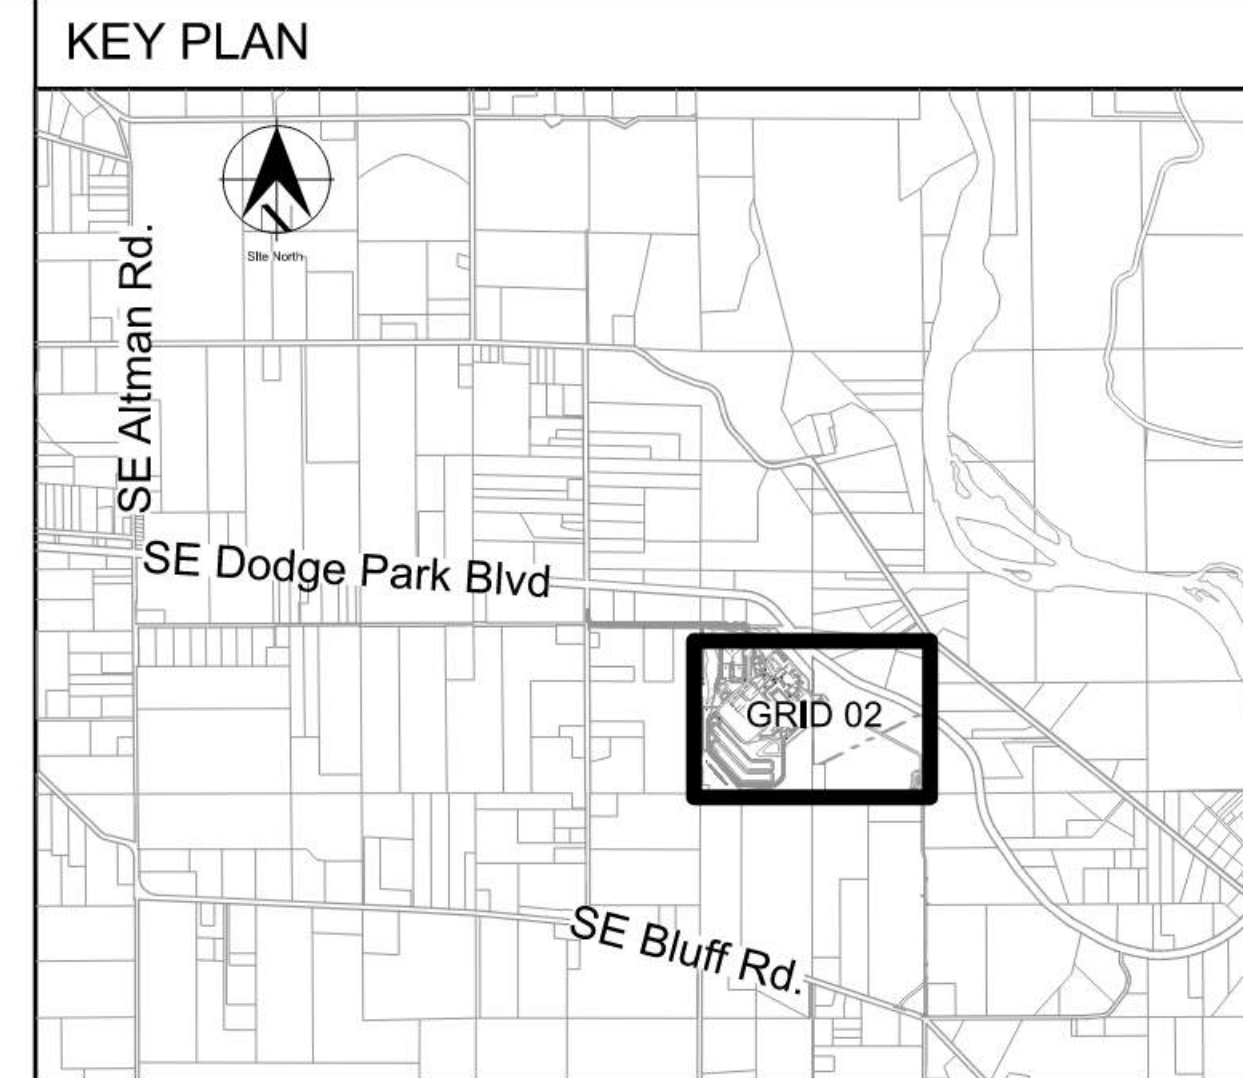 KEY PLAN
SIte North
SE Altman Rd.
SE Dodge Park Blvd
GRID 02
SE Bluff Rd.